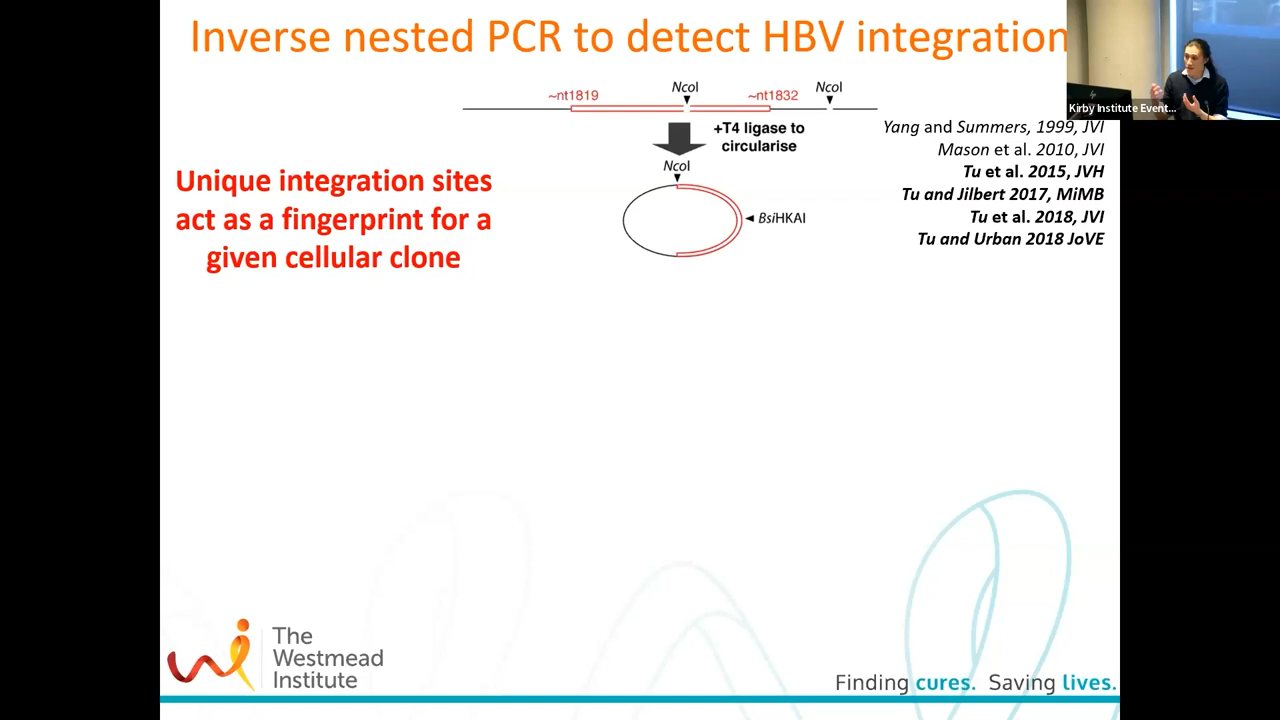 Inverse nested PCR to detect HBV integration
Kirby Institute Event...
NcoI
NcoI
~nt1819
~nt1832
+T4 ligase to
circularise
NcoI
BsiHKAI
Yang and Summers, 1999, JVI
Mason et al. 2010, JVI
Tu et al. 2015, JVH
Tu and Jilbert 2017, MiMB
Tu et al. 2018, JVI
Tu and Urban 2018 JoVE
Unique integration sites
act as a fingerprint for a
given cellular clone
The
Westmead
Institute
Finding cures. Saving lives.